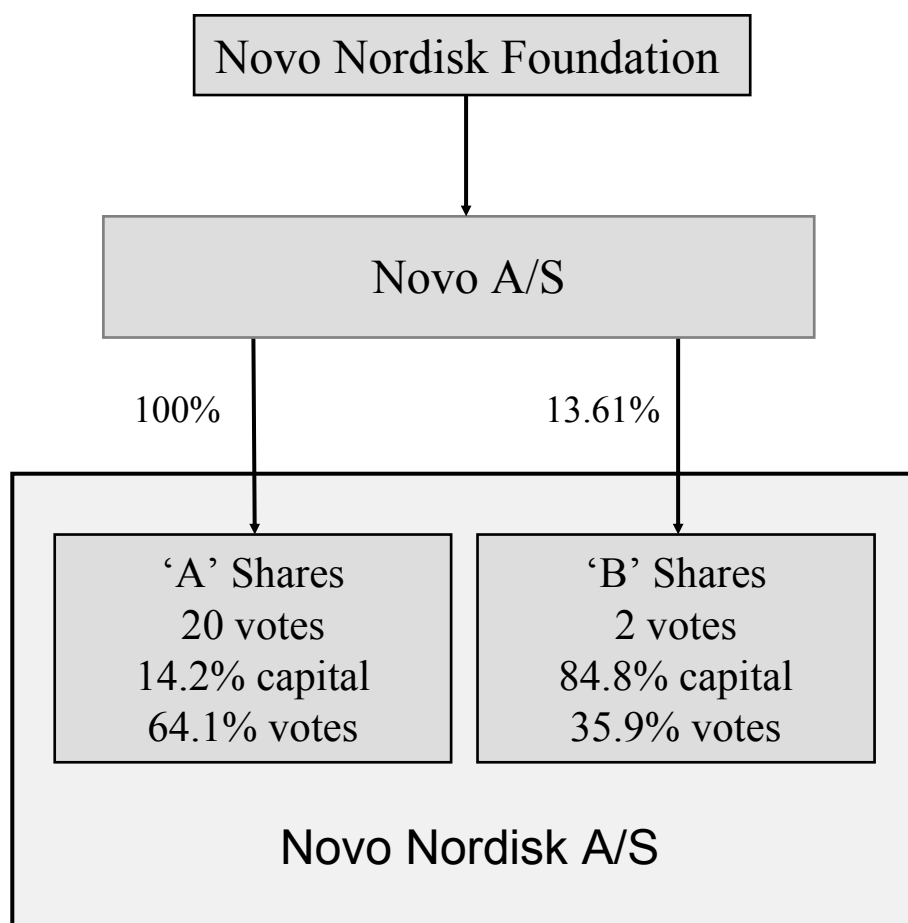 Novo Nordisk Foundation
Novo A/S
100%
13.61%
‘A’ Shares
20 votes
14.2% capital
64.1% votes
‘B’ Shares
2 votes
84.8% capital
35.9% votes
Novo Nordisk A/S